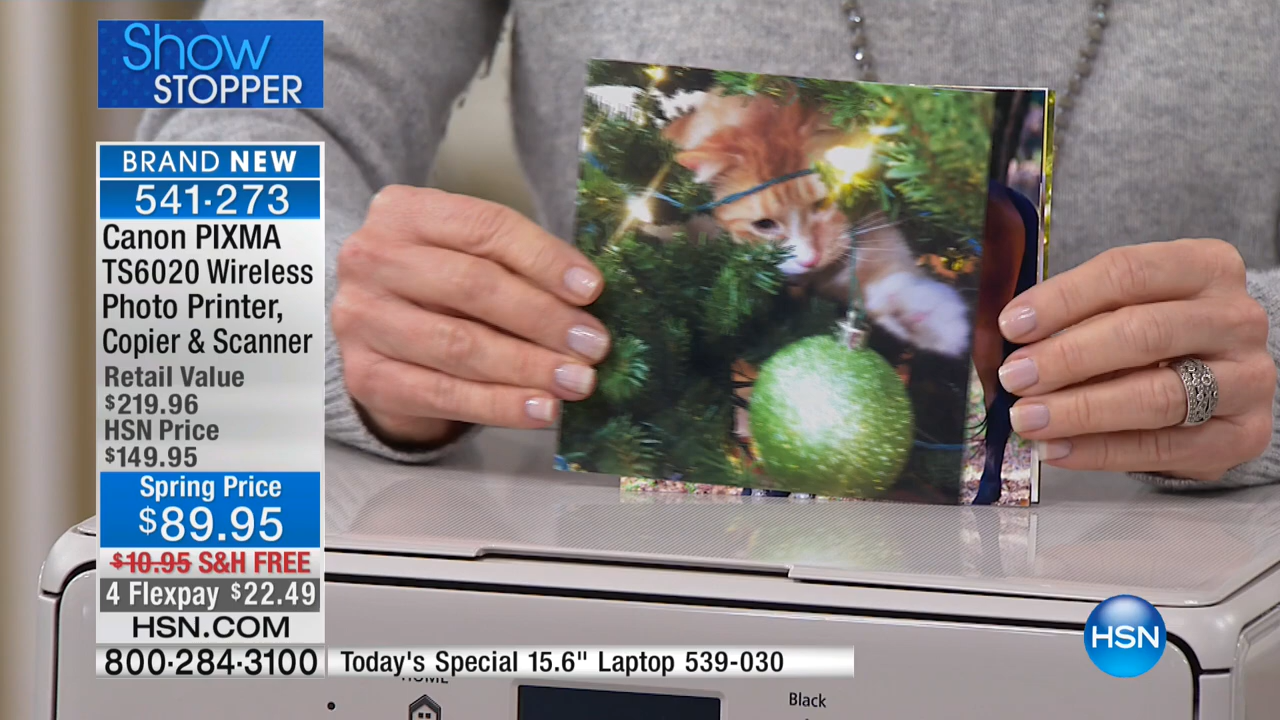 Show
STOPPER
BRAND NEW
541·273
Canon PIXMA
TS6020 Wireless
Photo Printer,
Copier & Scanner
Retail Value
$219.96
HSN Price
$149.95
Spring Price
$89.95
$10.95 S&H FREE
4 Flexpay $22.49
HSN.COM
800·284·3100
Today's Special 15.6" Laptop 539-030
HSN
HOME
Black